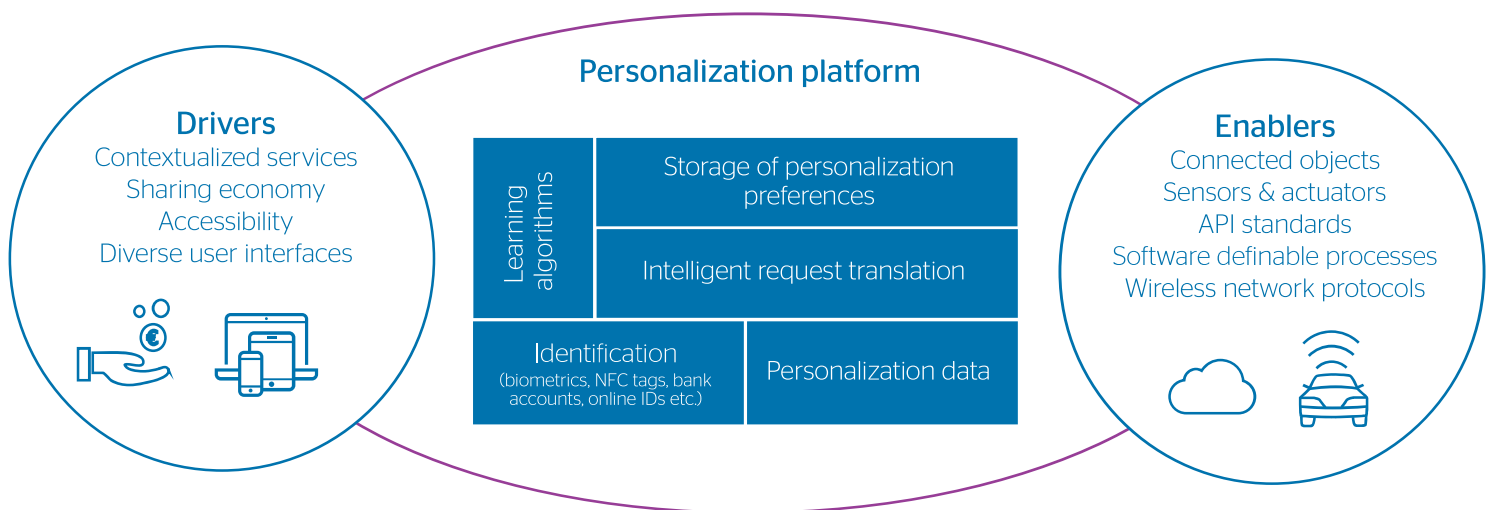 Personalization platform
Drivers
Contextualized services
Sharing economy
Accessibility
Diverse user interfaces
€
Learning
algorithms
Storage of personalization
preferences
Intelligent request translation
Identification
(biometrics, NFC tags, bank
accounts, online IDs etc.)
Personalization data
Enablers
Connected objects
Sensors & actuators
API standards
Software definable processes
Wireless network protocols